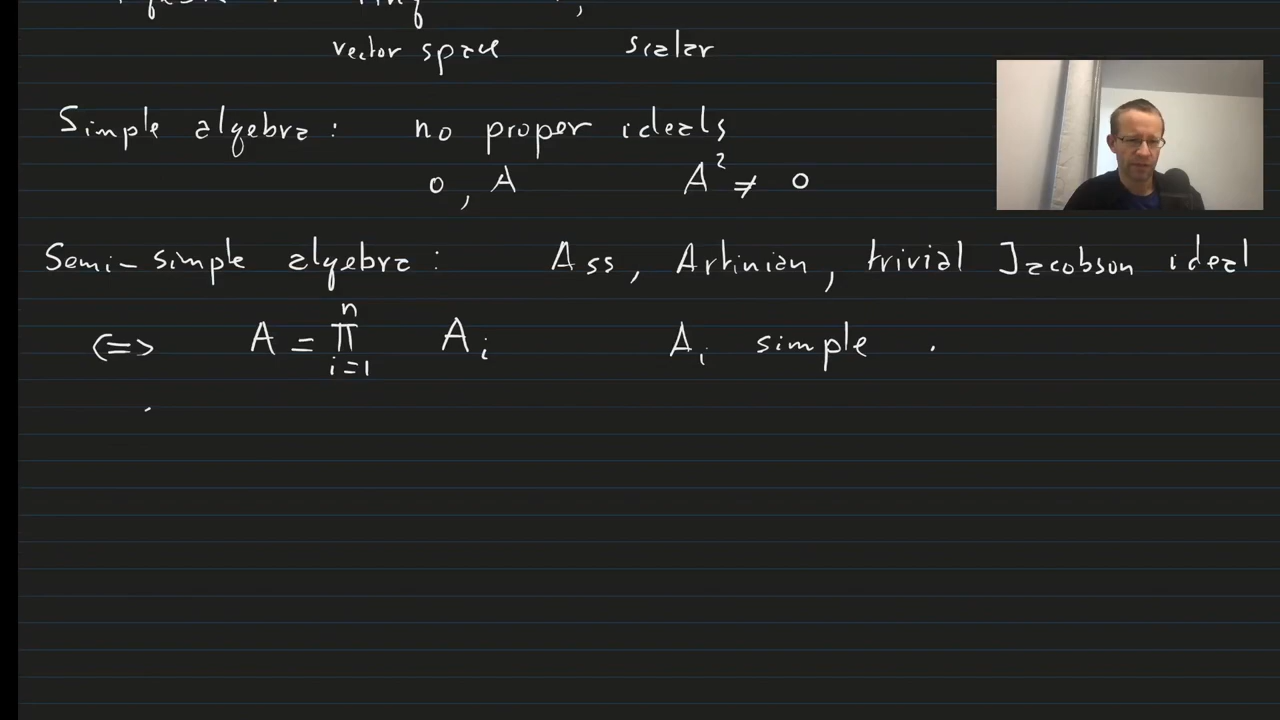 vector space scalar
Simple algebra : no proper ideals
0 , A A² ≠ 0
Semi-simple algebra : Ass, Artinian, trivial Jacobson ideal
<=> A = ∏ⁿᵢ₌₁ Aᵢ Aᵢ simple .